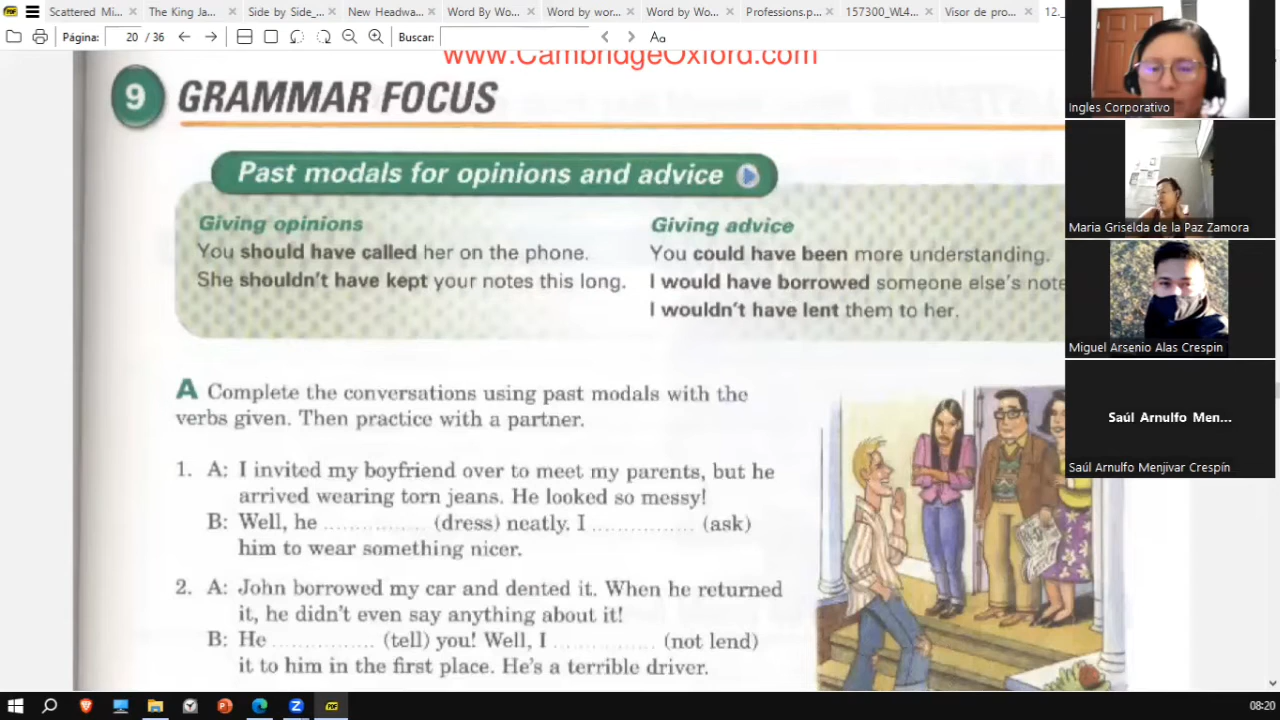 Scattered Mi...
The King Ja...
Side by Side_...
New Headwa...
Word By Wo...
Word by wor...
Word by Wo...
Professions.p...
157300_WL4...
Visor de pro...
12._
Página: 20 / 36
Buscar:
Aa
www.CambridgeOxford.com
9 GRAMMAR FOCUS
Past modals for opinions and advice
Giving opinions
You should have called her on the phone.
She shouldn't have kept your notes this long.
Giving advice
You could have been more understanding.
I would have borrowed someone else's note
I wouldn't have lent them to her.
A Complete the conversations using past modals with the
verbs given. Then practice with a partner.
1. A: I invited my boyfriend over to meet my parents, but he
arrived wearing torn jeans. He looked so messy!
B: Well, he .............. (dress) neatly. I .............. (ask)
him to wear something nicer.
2. A: John borrowed my car and dented it. When he returned
it, he didn't even say anything about it!
B: He .............. (tell) you! Well, I .............. (not lend)
it to him in the first place. He's a terrible driver.
Ingles Corporativo
Maria Griselda de la Paz Zamora
Miguel Arsenio Alas Crespin
Saúl Arnulfo Men...
Saúl Arnulfo Menjivar Crespín
08:20